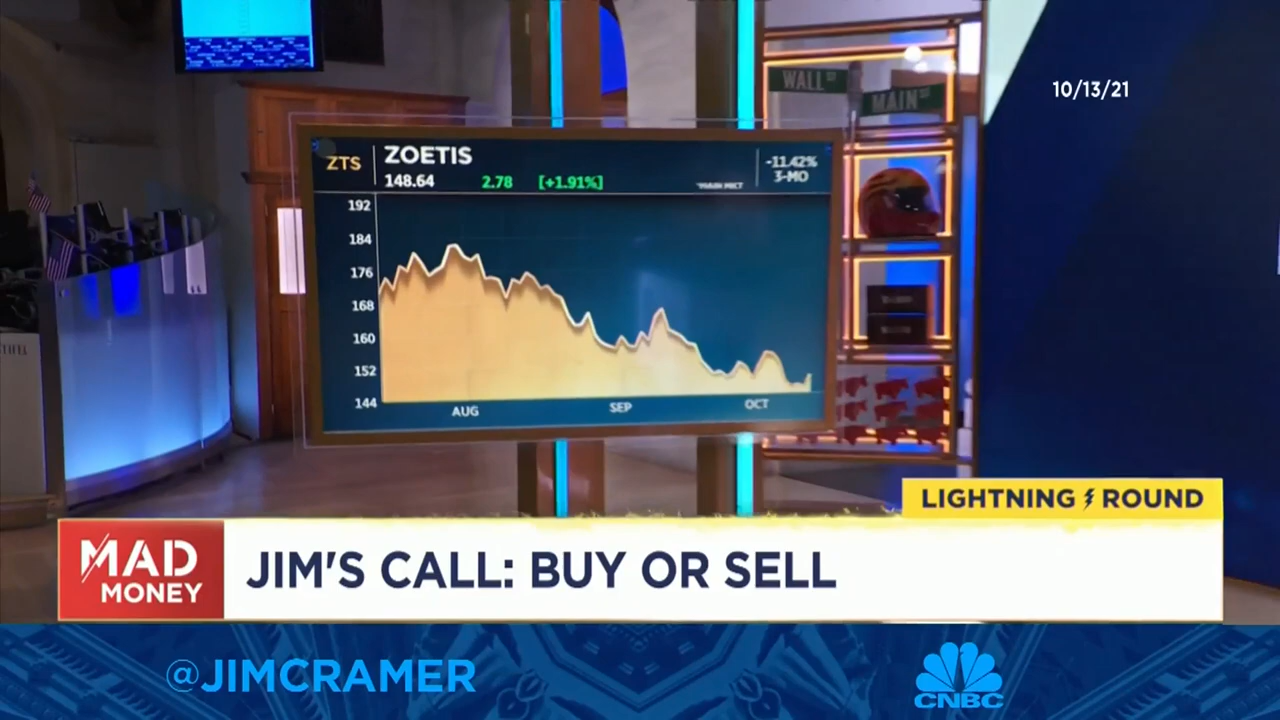 10/13/21
WALL ST
MAIN ST
ZTS
ZOETIS
148.64 2.78 [+1.91%]
-11.42%
3-MO
192
184
176
168
160
152
144
AUG SEP OCT
LIGHTNING ROUND
MAD
MONEY
JIM'S CALL: BUY OR SELL
@JIMCRAMER
CNBC